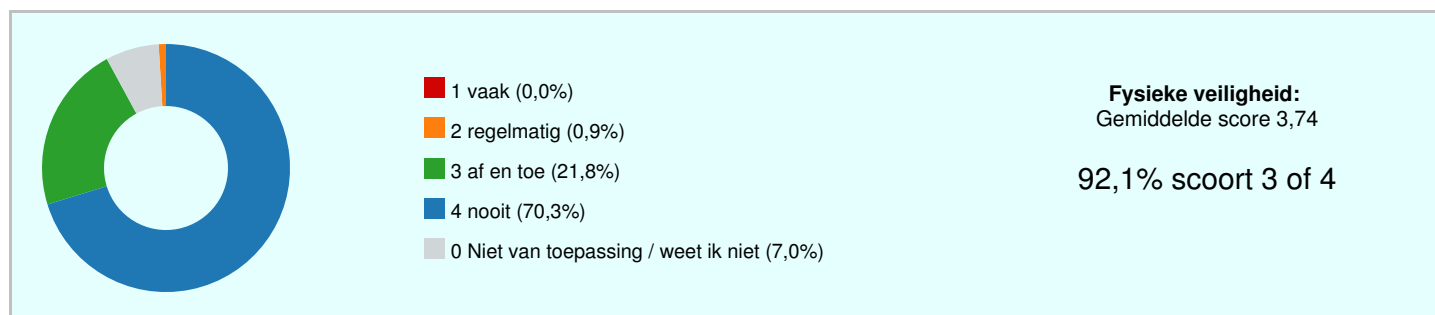 1 vaak (0,0%)
2 regelmatig (0,9%)
3 af en toe (21,8%)
4 nooit (70,3%)
0 Niet van toepassing / weet ik niet (7,0%)
Fysieke veiligheid:
Gemiddelde score 3,74
92,1% scoort 3 of 4